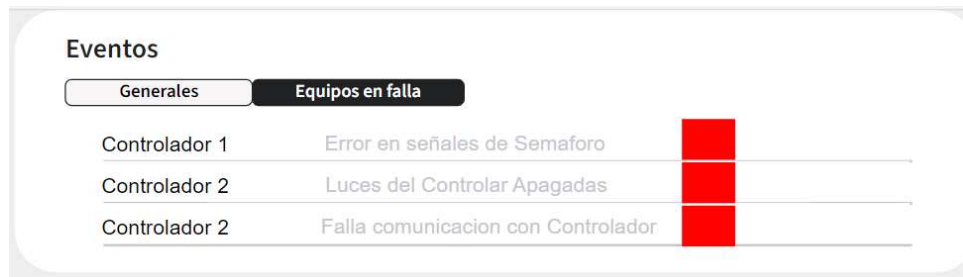 Eventos
Generales Equipos en falla
Controlador 1 Error en señales de Semaforo
Controlador 2 Luces del Controlar Apagadas
Controlador 2 Falla comunicacion con Controlador